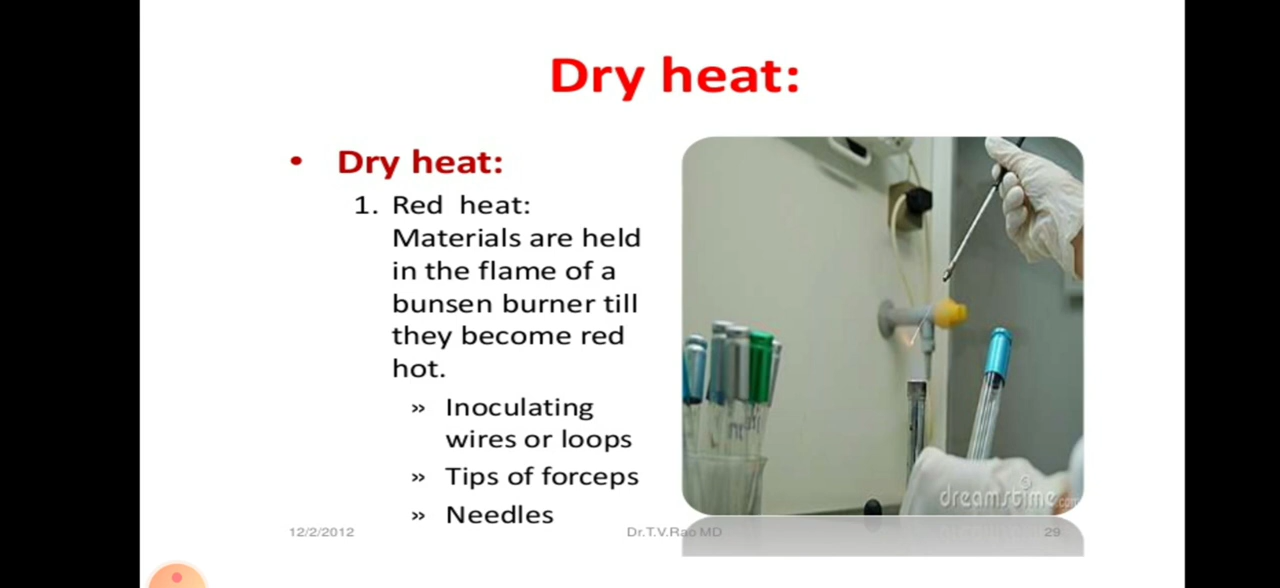 Dry heat:
• Dry heat:
1. Red heat:
Materials are held
in the flame of a
bunsen burner till
they become red
hot.
» Inoculating
wires or loops
» Tips of forceps
» Needles
dreamstime.com
12/2/2012
Dr.T.V.Rao MD
29